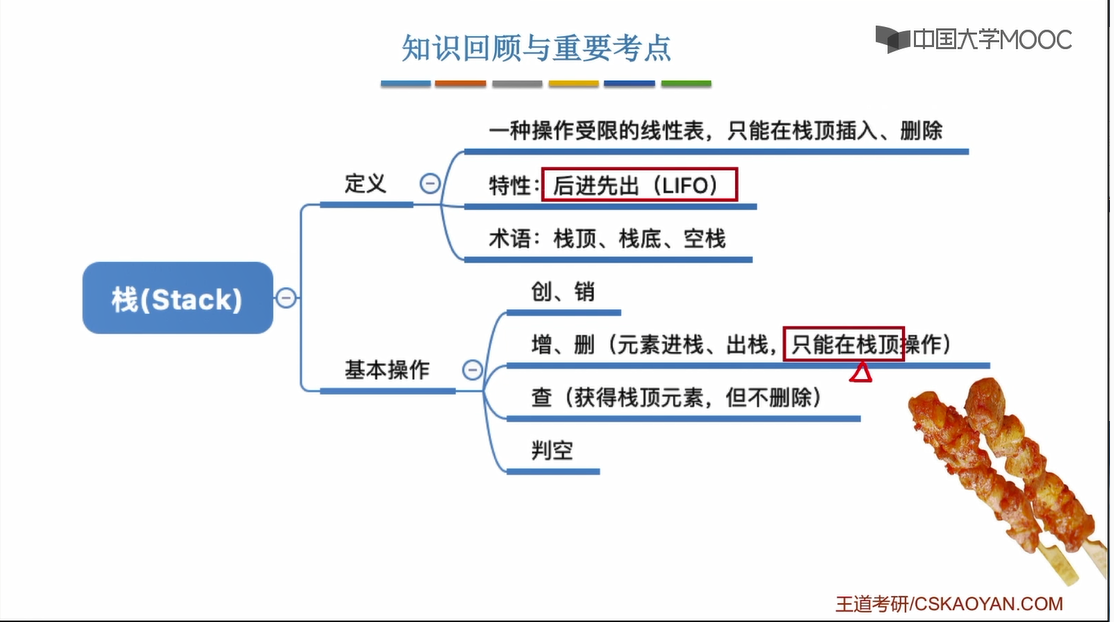 知识回顾与重要考点
中国大学MOOC
一种操作受限的线性表，只能在栈顶插入、删除
定义
特性：后进先出（LIFO）
术语：栈顶、栈底、空栈
栈(Stack)
创、销
增、删（元素进栈、出栈，只能在栈顶操作）
基本操作
查（获得栈顶元素，但不删除）
判空
王道考研/CSKAOYAN.COM